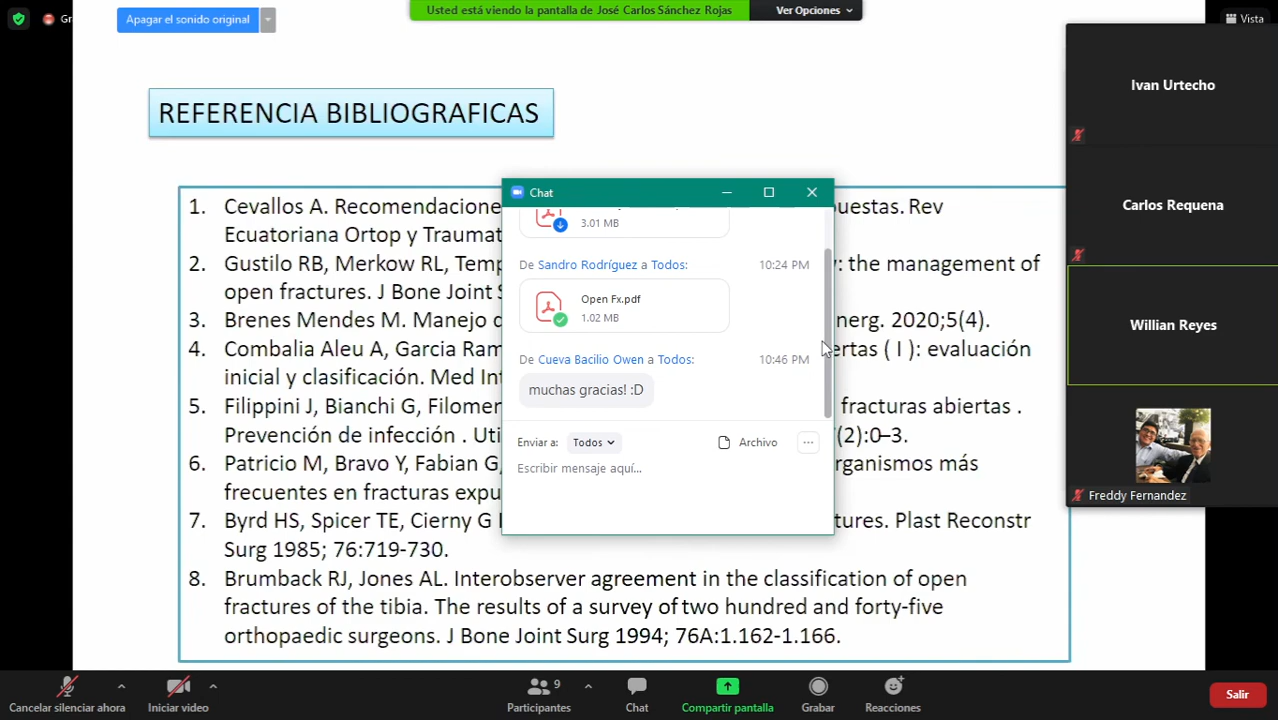 Gr
Apagar el sonido original
Usted está viendo la pantalla de José Carlos Sánchez Rojas
Ver Opciones
Vista
REFERENCIA BIBLIOGRAFICAS
1. Cevallos A. Recomendacione
puestas. Rev
Ecuatoriana Ortop y Traumat
2. Gustilo RB, Merkow RL, Temp
y: the management of
open fractures. J Bone Joint S
3. Brenes Mendes M. Manejo d
nerg. 2020;5(4).
4. Combalia Aleu A, Garcia Ram
ertas ( I ): evaluación
inicial y clasificación. Med Int
5. Filippini J, Bianchi G, Filomen
fracturas abiertas .
Prevención de infección . Uti
(2):0–3.
6. Patricio M, Bravo Y, Fabian G,
rganismos más
frecuentes en fracturas expu
7. Byrd HS, Spicer TE, Cierny G
tures. Plast Reconstr
Surg 1985; 76:719-730.
8. Brumback RJ, Jones AL. Interobserver agreement in the classification of open
fractures of the tibia. The results of a survey of two hundred and forty-five
orthopaedic surgeons. J Bone Joint Surg 1994; 76A:1.162-1.166.
Chat
3.01 MB
De Sandro Rodríguez a Todos: 10:24 PM
Open Fx.pdf
1.02 MB
De Cueva Bacilio Owen a Todos: 10:46 PM
muchas gracias! :D
Enviar a: Todos Archivo
Escribir mensaje aquí...
Ivan Urtecho
Carlos Requena
Willian Reyes
Freddy Fernandez
Cancelar silenciar ahora
Iniciar video
9
Participantes
Chat
Compartir pantalla
Grabar
Reacciones
Salir